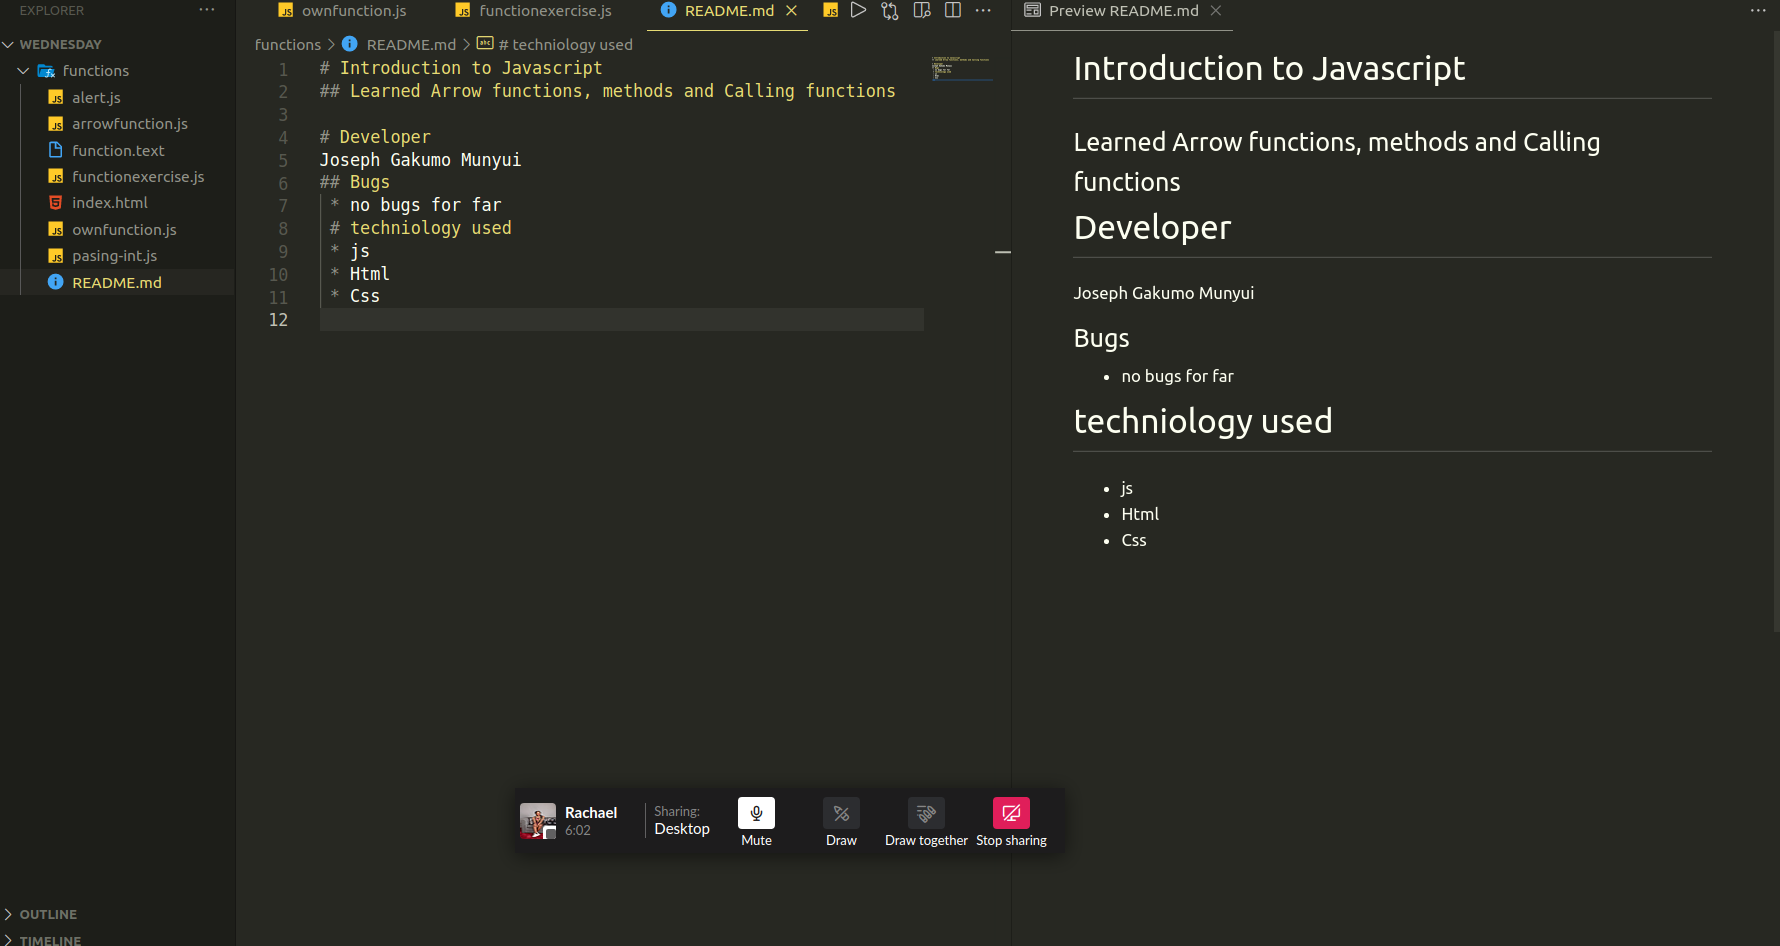 EXPLORER
WEDNESDAY
functions
alert.js
arrowfunction.js
function.text
functionexercise.js
index.html
ownfunction.js
pasing-int.js
README.md
OUTLINE
TIMELINE
ownfunction.js functionexercise.js README.md
functions > README.md > # techniology used
1 # Introduction to Javascript
2 ## Learned Arrow functions, methods and Calling functions
3
4 # Developer
5 Joseph Gakumo Munyui
6 ## Bugs
7 * no bugs for far
8 # techniology used
9 * js
10 * Html
11 * Css
12
Preview README.md
Introduction to Javascript
Learned Arrow functions, methods and Calling
functions
Developer
Joseph Gakumo Munyui
Bugs
• no bugs for far
techniology used
• js
• Html
• Css
Rachael
6:02
Sharing:
Desktop
Mute
Draw
Draw together
Stop sharing